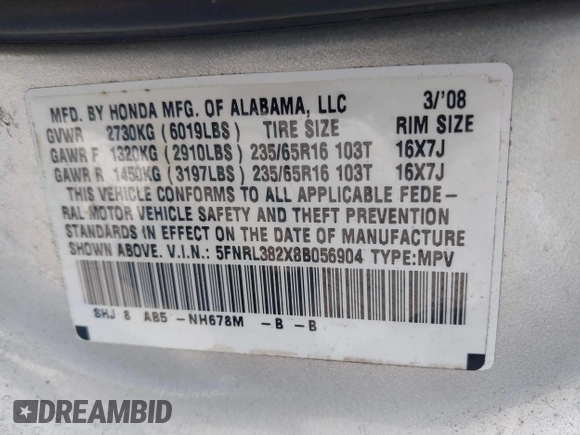 MFD. BY HONDA MFG. OF ALABAMA, LLC 3/'08
GVWR 2730KG (6019LBS) TIRE SIZE RIM SIZE
GAWR F 1320KG (2910LBS) 235/65R16 103T 16X7J
GAWR R 1450KG (3197LBS) 235/65R16 103T 16X7J
THIS VEHICLE CONFORMS TO ALL APPLICABLE FEDE-
RAL MOTOR VEHICLE SAFETY AND THEFT PREVENTION
STANDARDS IN EFFECT ON THE DATE OF MANUFACTURE
SHOWN ABOVE. V.I.N.: 5FNRL382X8B056904 TYPE:MPV
SHJ 8 AB5 -NH678M -B -B
DREAMBID